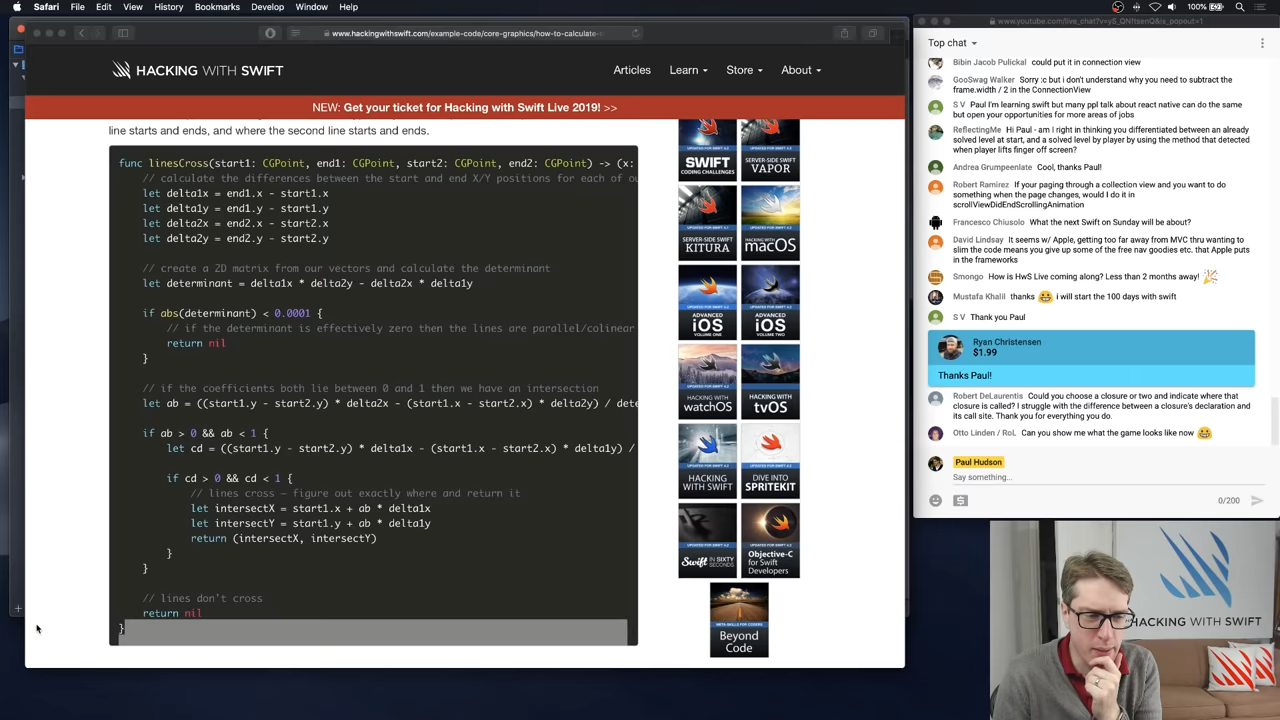 Safari File Edit View History Bookmarks Develop Window Help
100%
www.hackingwithswift.com/example-code/core-graphics/how-to-calculate-
HACKING WITH SWIFT
Articles Learn Store About
NEW: Get your ticket for Hacking with Swift Live 2019! >>
line starts and ends, and where the second line starts and ends.
func linesCross(start1: CGPoint, end1: CGPoint, start2: CGPoint, end2: CGPoint) -> (x:
// calculate the differences between the start and end X/Y positions for each of ou
let delta1x = end1.x - start1.x
let delta1y = end1.y - start1.y
let delta2x = end2.x - start2.x
let delta2y = end2.y - start2.y
// create a 2D matrix from our vectors and calculate the determinant
let determinant = delta1x * delta2y - delta2x * delta1y
if abs(determinant) < 0.0001 {
// if the determinant is effectively zero then the lines are parallel/colinear
return nil
}
// if the coefficients both lie between 0 and 1 then we have an intersection
let ab = ((start1.y - start2.y) * delta2x - (start1.x - start2.x) * delta2y) / dete
if ab > 0 && ab < 1 {
let cd = ((start1.y - start2.y) * delta1x - (start1.x - start2.x) * delta1y) /
if cd > 0 && cd < 1 {
// lines cross – figure out exactly where and return it
let intersectX = start1.x + ab * delta1x
let intersectY = start1.y + ab * delta1y
return (intersectX, intersectY)
}
}
// lines don't cross
return nil
}
SWIFT
CODING CHALLENGES
SERVER-SIDE SWIFT
VAPOR
SERVER-SIDE SWIFT
KITURA
HACKING WITH
macOS
ADVANCED
iOS
VOLUME ONE
ADVANCED
iOS
VOLUME TWO
HACKING WITH
watchOS
HACKING WITH
tvOS
HACKING
WITH SWIFT
DIVE INTO
SPRITEKIT
Swift IN SIXTY
SECONDS
Objective-C
for Swift
Developers
Beyond
Code
Top chat
Bibin Jacob Pulickal could put it in connection view
GooSwag Walker Sorry :c but i don't understand why you need to subtract the
frame.width / 2 in the ConnectionView
S V Paul I'm learning swift but many ppl talk about react native can do the same
but open your opportunities for more areas of jobs
ReflectingMe Hi Paul - am I right in thinking you differentiated between an already
solved level at start, and a solved level by player by using the method that detected
when player lifts finger off screen?
Andrea Grumpeenlate Cool, thanks Paul!
Robert Ramirez If your paging through a collection view and you want to do
something when the page changes, would I do it in
scrollViewDidEndScrollingAnimation
Francesco Chiusolo What the next Swift on Sunday will be about?
David Lindsay It seems w/ Apple, getting too far away from MVC thru wanting to
slim the code means you give up some of the free nav goodies etc. that Apple puts
in the frameworks
Smongo How is HwS Live coming along? Less than 2 months away!
Mustafa Khalil thanks i will start the 100 days with swift
S V Thank you Paul
Ryan Christensen
$1.99
Thanks Paul!
Robert DeLaurentis Could you choose a closure or two and indicate where that
closure is called? I struggle with the difference between a closure's declaration and
its call site. Thank you for everything you do.
Otto Linden / RoL Can you show me what the game looks like now
Paul Hudson
Say something...
0/200
HACKING WITH SWIFT